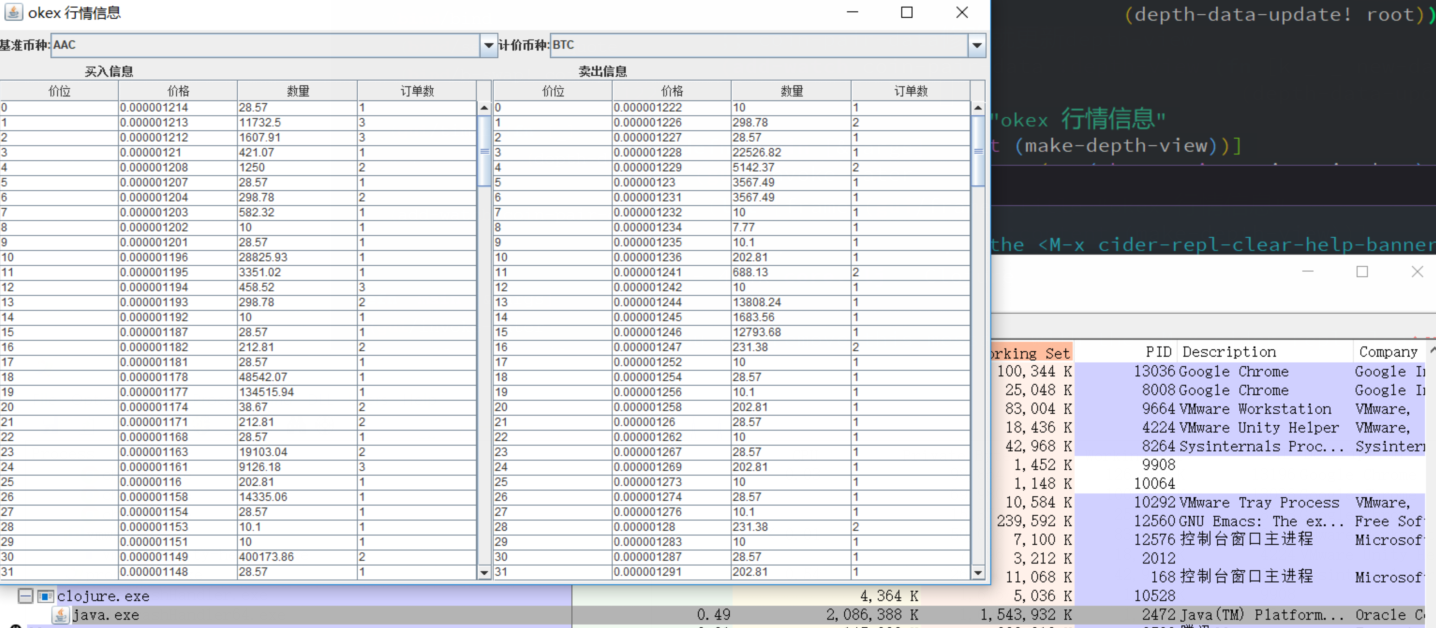 okex 行情信息
(depth-data-update! root))
基准币种: AAC 计价币种: BTC
买入信息 卖出信息
价位 价格 数量 订单数 价位 价格 数量 订单数
0 0.000001214 28.57 1 0 0.000001222 10 1
1 0.000001213 11732.5 3 1 0.000001226 298.78 2
2 0.000001212 1607.91 3 2 0.000001227 28.57 1
3 0.00000121 421.07 1 3 0.000001228 22526.82 1
4 0.000001208 1250 2 4 0.000001229 5142.37 2
5 0.000001207 28.57 1 5 0.00000123 3567.49 1
6 0.000001204 298.78 2 6 0.000001231 3567.49 1
7 0.000001203 582.32 1 7 0.000001232 10 1
8 0.000001202 10 1 8 0.000001234 7.77 1
9 0.000001201 28.57 1 9 0.000001235 10.1 1
10 0.000001196 28825.93 1 10 0.000001236 202.81 1
11 0.000001195 3351.02 1 11 0.000001241 688.13 2
12 0.000001194 458.52 3 12 0.000001242 10 1
13 0.000001193 298.78 2 13 0.000001244 13808.24 1
14 0.000001192 10 1 14 0.000001245 1683.56 1
15 0.000001187 28.57 1 15 0.000001246 12793.68 1
16 0.000001182 212.81 2 16 0.000001247 231.38 2
17 0.000001181 28.57 1 17 0.000001252 10 1
18 0.000001178 48542.07 1 18 0.000001254 28.57 1
19 0.000001177 134515.94 1 19 0.000001256 10.1 1
20 0.000001174 38.67 2 20 0.000001258 202.81 1
21 0.000001171 212.81 2 21 0.00000126 28.57 1
22 0.000001168 28.57 1 22 0.000001262 10 1
23 0.000001163 19103.04 2 23 0.000001267 28.57 1
24 0.000001161 9126.18 3 24 0.000001269 202.81 1
25 0.00000116 202.81 1 25 0.000001273 10 1
26 0.000001158 14335.06 1 26 0.000001274 28.57 1
27 0.000001154 28.57 1 27 0.000001276 10.1 1
28 0.000001153 10.1 1 28 0.00000128 231.38 2
29 0.000001151 10 1 29 0.000001283 10 1
30 0.000001149 400173.86 2 30 0.000001287 28.57 1
31 0.000001148 28.57 1 31 0.000001291 202.81 1
"okex 行情信息"
(make-depth-view))]
the <M-x cider-repl-clear-help-banner
Set PID Description Company
100,344 K 13036 Google Chrome Google
25,048 K 8008 Google Chrome Google
83,004 K 9664 VMware Workstation VMware,
18,436 K 4224 VMware Unity Helper VMware,
42,968 K 8264 Sysinternals Proc...
1,452 K 9908
1,148 K 10064
10,584 K 10292 VMware Tray Process VMware,
239,592 K 12560 GNU Emacs: The ex... Free
7,100 K 12576 控制台窗口主进程
3,212 K 2012
11,068 K 168 控制台窗口主进程
clojure.exe 4,364 K 5,036 K 10528
java.exe 0.49 2,086,388 K 1,543,932 K 2472 Java(TM) Platform... Oracle